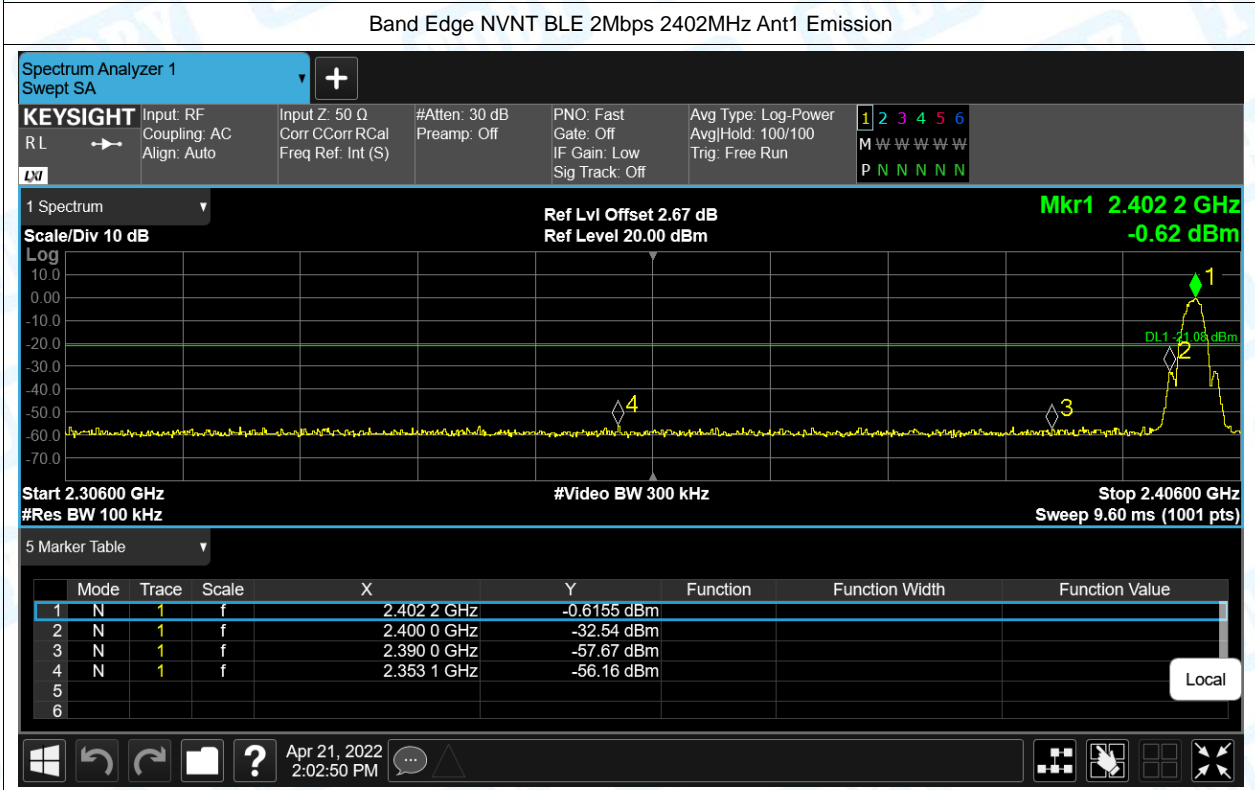 Band Edge NVNT BLE 2Mbps 2402MHz Ant1 Emission
Spectrum Analyzer 1
Swept SA
KEYSIGHT Input: RF Input Z: 50 Ω #Atten: 30 dB PNO: Fast Avg Type: Log-Power 1 2 3 4 5 6
R L Coupling: AC Corr CCorr RCal Preamp: Off Gate: Off Avg|Hold: 100/100 M W W W W W
Align: Auto Freq Ref: Int (S) IF Gain: Low Trig: Free Run
LXI Sig Track: Off P N N N N N
1 Spectrum Ref Lvl Offset 2.67 dB Mkr1 2.402 2 GHz
Scale/Div 10 dB Ref Level 20.00 dBm -0.62 dBm
Log
10.0
0.00
-10.0
-20.0
-30.0
-40.0
-50.0
-60.0
-70.0
1
DL1 -21.08 dBm
2
4
3
Start 2.30600 GHz #Video BW 300 kHz Stop 2.40600 GHz
#Res BW 100 kHz Sweep 9.60 ms (1001 pts)
5 Marker Table
Mode Trace Scale X Y Function Function Width Function Value
1 N 1 f 2.402 2 GHz -0.6155 dBm
2 N 1 f 2.400 0 GHz -32.54 dBm
3 N 1 f 2.390 0 GHz -57.67 dBm
4 N 1 f 2.353 1 GHz -56.16 dBm
5
6
Local
? Apr 21, 2022
2:02:50 PM